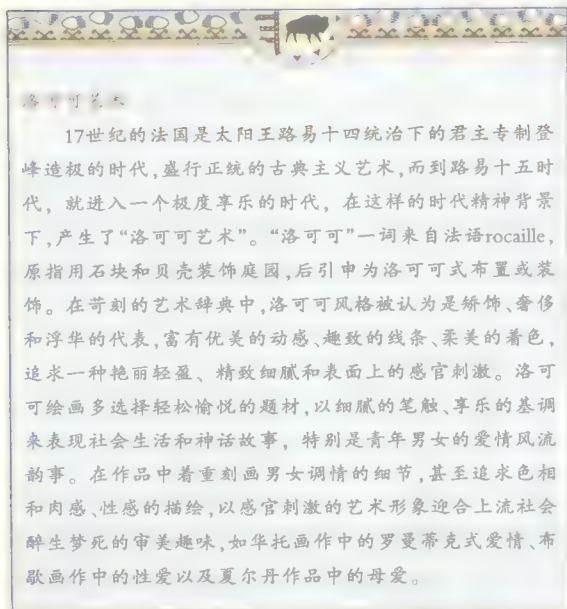 洛可可艺术
17世纪的法国是太阳王路易十四统治下的君主专制登
峰造极的时代,盛行正统的古典主义艺术,而到路易十五时
代，就进入一个极度享乐的时代，在这样的时代精神背景
下,产生了“洛可可艺术”。“洛可可”一词来自法语rocaille,
原指用石块和贝壳装饰庭园,后引申为洛可可式布置或装
饰。在苛刻的艺术辞典中,洛可可风格被认为是矫饰、奢侈
和浮华的代表,富有优美的动感、趣致的线条、柔美的着色,
追求一种艳丽轻盈、精致细腻和表面上的感官刺激。洛可
可绘画多选择轻松愉悦的题材,以细腻的笔触、享乐的基调
来表现社会生活和神话故事，特别是青年男女的爱情风流
韵事。在作品中着重刻画男女调情的细节,甚至追求色相
和肉感、性感的描绘,以感官刺激的艺术形象迎合上流社会
醉生梦死的审美趣味,如华托画作中的罗曼蒂克式爱情、布
歇画作中的性爱以及夏尔丹作品中的母爱。